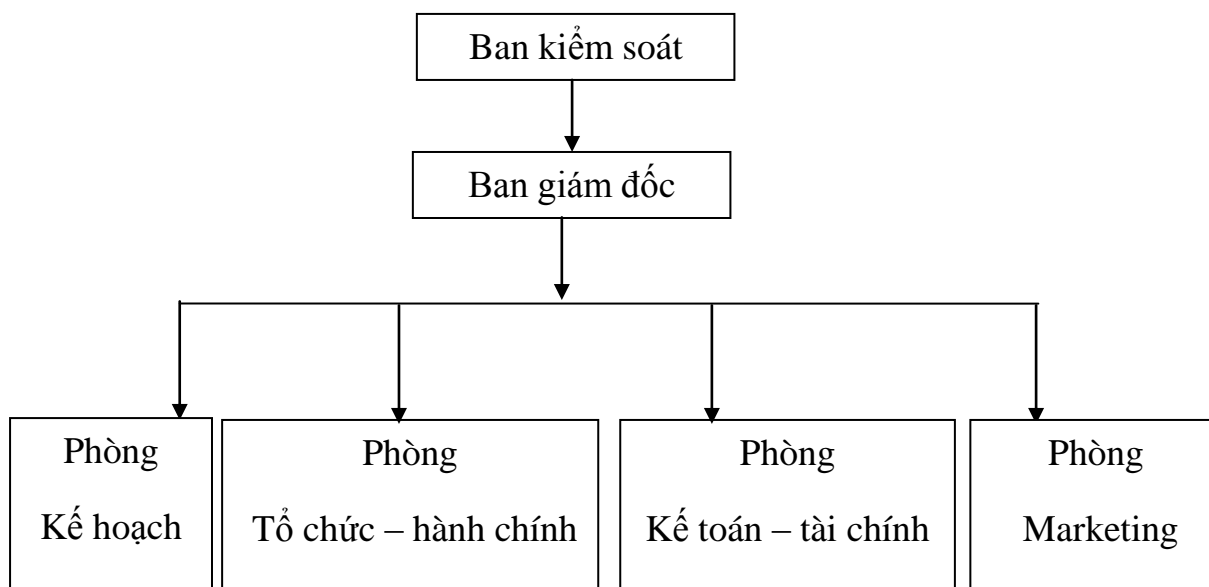 Ban kiểm soát
Ban giám đốc
Phòng
Kế hoạch
Phòng
Tổ chức – hành chính
Phòng
Kế toán – tài chính
Phòng
Marketing